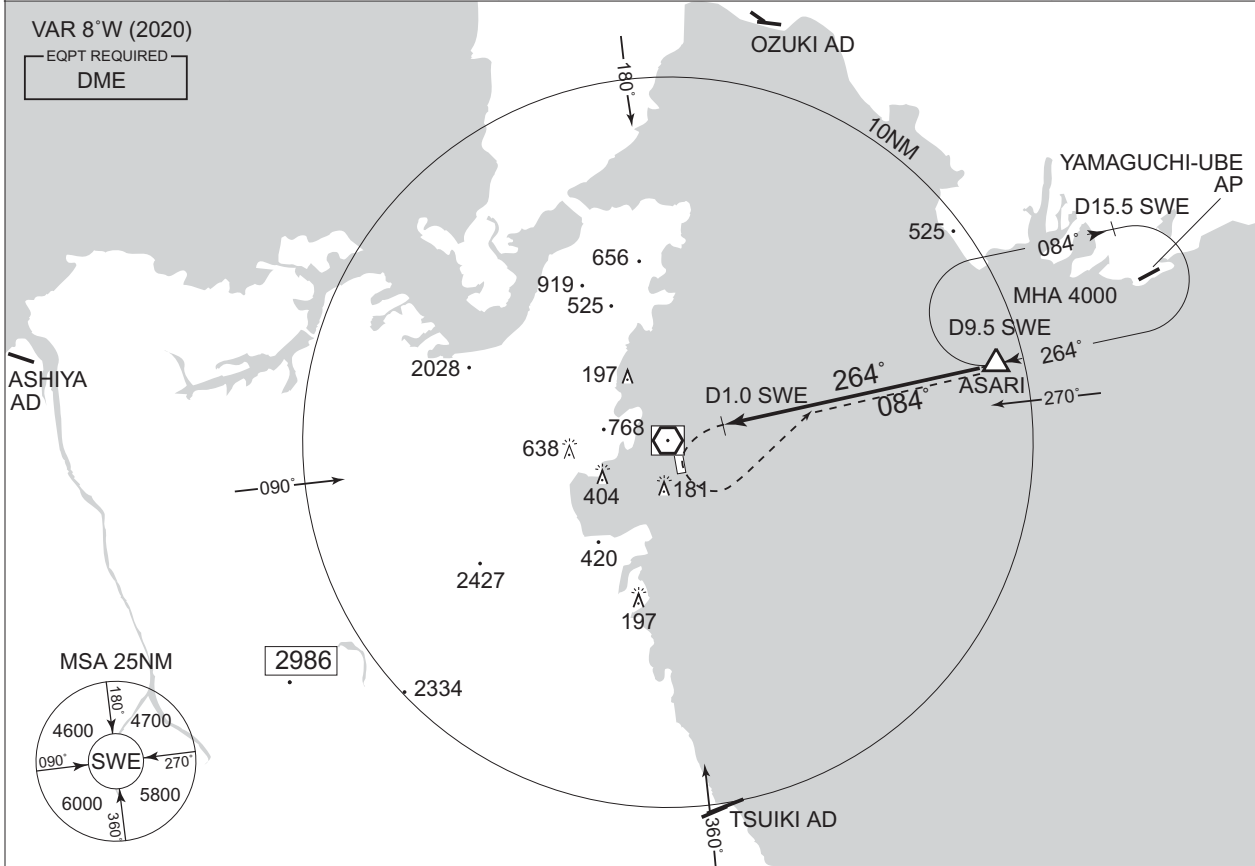 VAR 8°W (2020)
EQPT REQUIRED
DME
OZUKI AD
180°
10NM
YAMAGUCHI-UBE
AP
D15.5 SWE
525
084°
656
919
525
MHA 4000
D9.5 SWE
264°
ASHIYA
AD
2028
197
D1.0 SWE
264°
084°
ASARI
270°
768
638
404
181
090°
420
2427
197
MSA 25NM
2986
2334
180°
4600
4700
090°
SWE
270°
6000
5800
360°
TSUIKI AD
360°